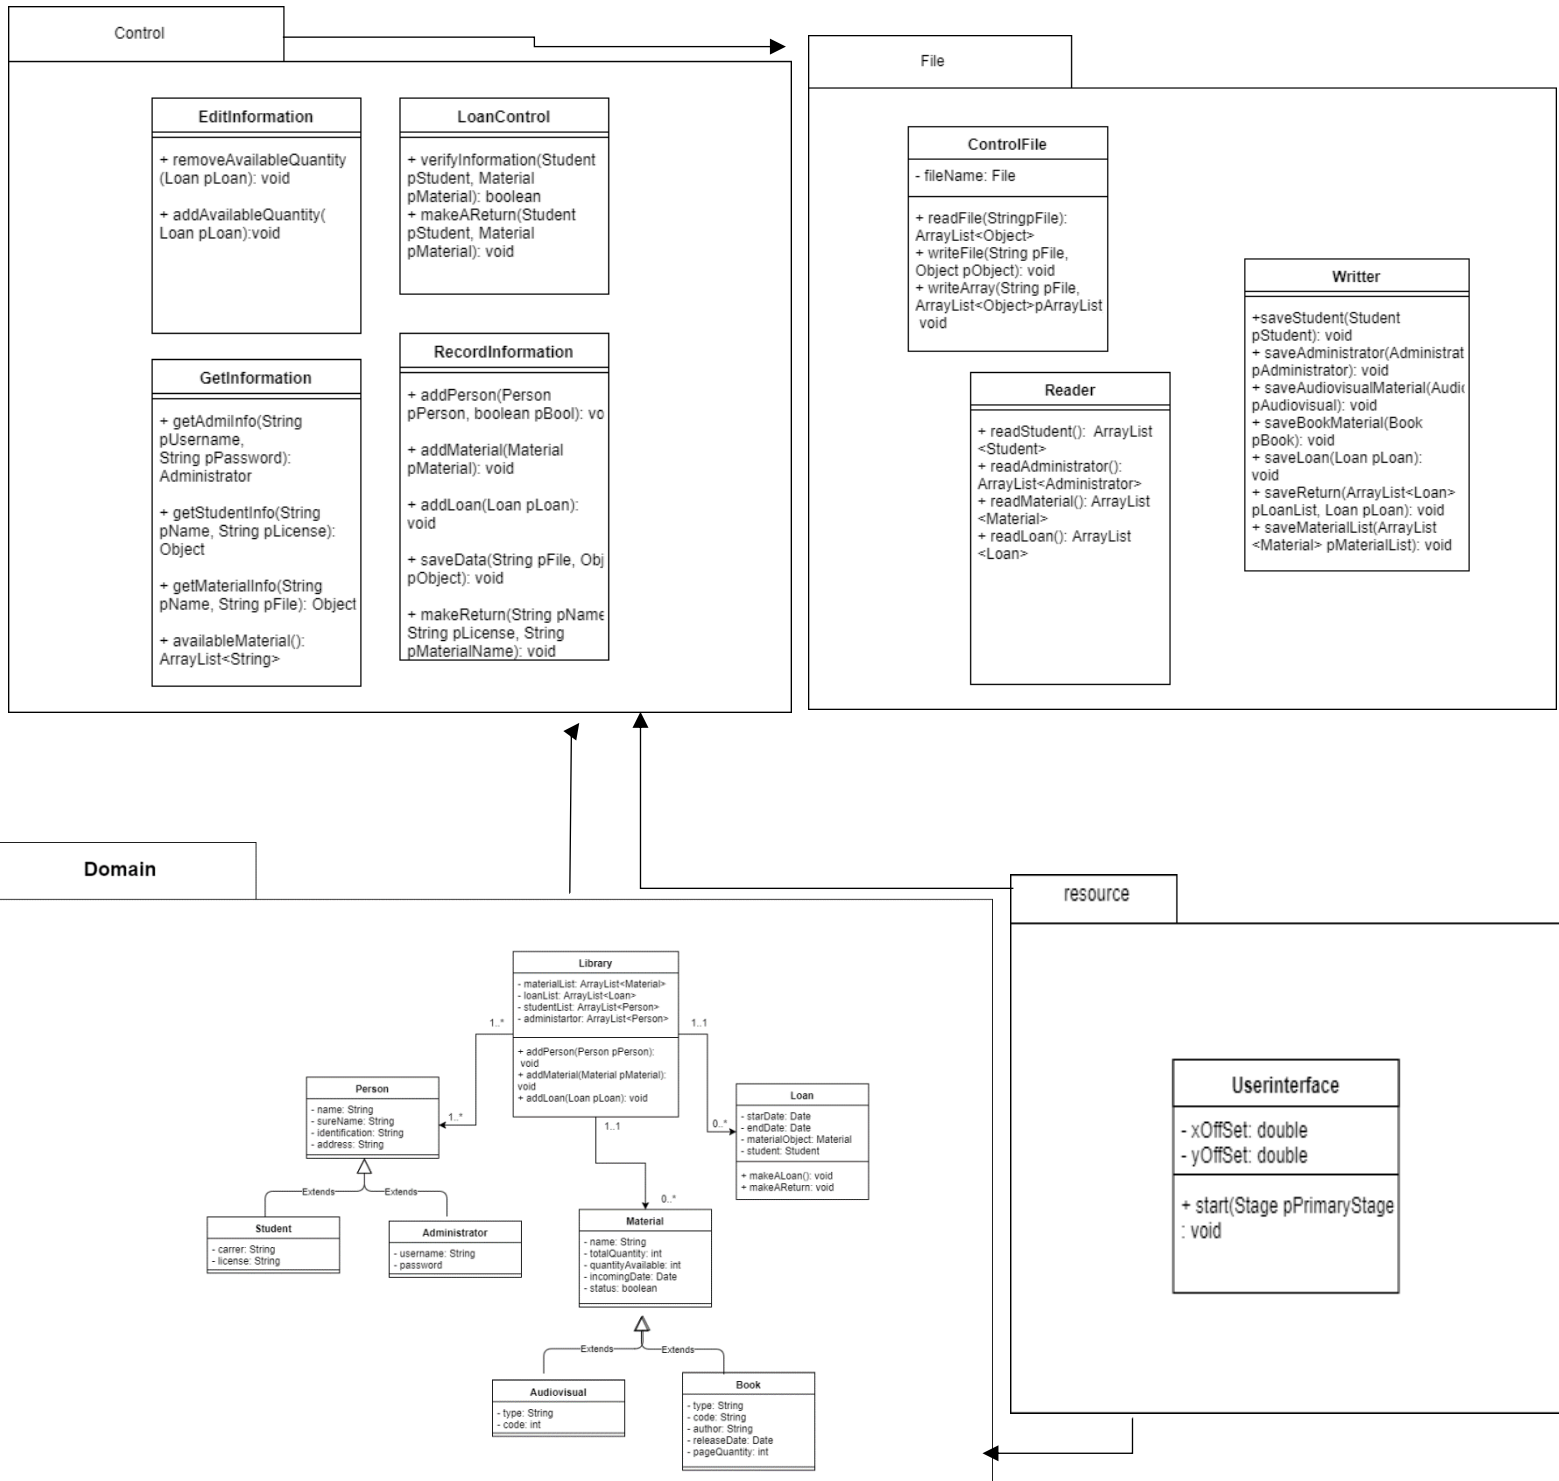 Control
EditInformation
+ removeAvailableQuantity
(Loan pLoan): void
+ addAvailableQuantity(
Loan pLoan):void
LoanControl
+ verifyInformation(Student
pStudent, Material
pMaterial): boolean
+ makeAReturn(Student
pStudent, Material
pMaterial): void
GetInformation
+ getAdmiInfo(String
pUsername,
String pPassword):
Administrator
+ getStudentInfo(String
pName, String pLicense):
Object
+ getMaterialInfo(String
pName, String pFile): Object
+ availableMaterial():
ArrayList<String>
RecordInformation
+ addPerson(Person
pPerson, boolean pBool): vo
+ addMaterial(Material
pMaterial): void
+ addLoan(Loan pLoan):
void
+ saveData(String pFile, Obj
pObject): void
+ makeReturn(String pName
String pLicense, String
pMaterialName): void
File
ControlFile
- fileName: File
+ readFile(StringpFile):
ArrayList<Object>
+ writeFile(String pFile,
Object pObject): void
+ writeArray(String pFile,
ArrayList<Object>pArrayList
void
Reader
+ readStudent(): ArrayList
<Student>
+ readAdministrator():
ArrayList<Administrator>
+ readMaterial(): ArrayList
<Material>
+ readLoan(): ArrayList
<Loan>
Writter
+saveStudent(Student
pStudent): void
+ saveAdministrator(Administrat
pAdministrator): void
+ saveAudiovisualMaterial(Audic
pAudiovisual): void
+ saveBookMaterial(Book
pBook): void
+ saveLoan(Loan pLoan):
void
+ saveReturn(ArrayList<Loan>
pLoanList, Loan pLoan): void
+ saveMaterialList(ArrayList
<Material> pMaterialList): void
Domain
Library
- materialList: ArrayList<Material>
- loanList: ArrayList<Loan>
- studentList: ArrayList<Person>
- administartor: ArrayList<Person>
+ addPerson(Person pPerson):
void
+ addMaterial(Material pMaterial):
void
+ addLoan(Loan pLoan): void
1..*
1..1
1..*
1..1
0..*
0..*
Person
- name: String
- sureName: String
- identification: String
- address: String
Loan
- starDate: Date
- endDate: Date
- materialObject: Material
- student: Student
+ makeALoan(): void
+ makeAReturn: void
Extends
Extends
Student
- carrer: String
- license: String
Administrator
- username: String
- password
Material
- name: String
- totalQuantity: int
- quantityAvailable: int
- incomingDate: Date
- status: boolean
Extends
Extends
Audiovisual
- type: String
- code: int
Book
- type: String
- code: String
- author: String
- releaseDate: Date
- pageQuantity: int
resource
Userinterface
- xOffSet: double
- yOffSet: double
+ start(Stage pPrimaryStage
: void